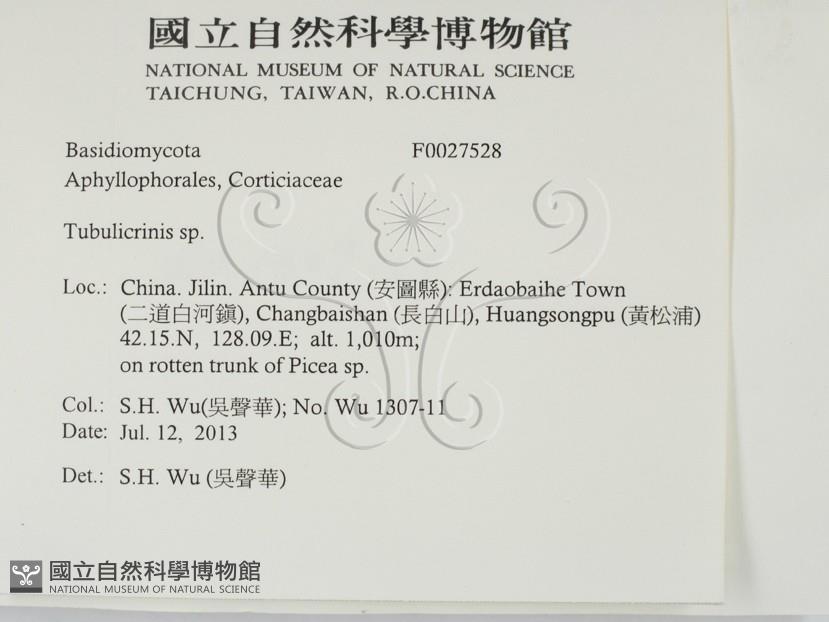 國立自然科學博物館
NATIONAL MUSEUM OF NATURAL SCIENCE
TAICHUNG, TAIWAN, R.O.CHINA
Basidiomycota F0027528
Aphyllophorales, Corticiaceae
Tubulicrinis sp.
Loc.: China. Jilin. Antu County (安圖縣): Erdaobaihe Town
(二道白河鎮), Changbaishan (長白山), Huangsongpu (黃松浦)
42.15.N, 128.09.E; alt. 1,010m;
on rotten trunk of Picea sp.
Col.: S.H. Wu(吳聲華); No. Wu 1307-11
Date: Jul. 12, 2013
Det.: S.H. Wu (吳聲華)
國立自然科學博物館
NATIONAL MUSEUM OF NATURAL SCIENCE